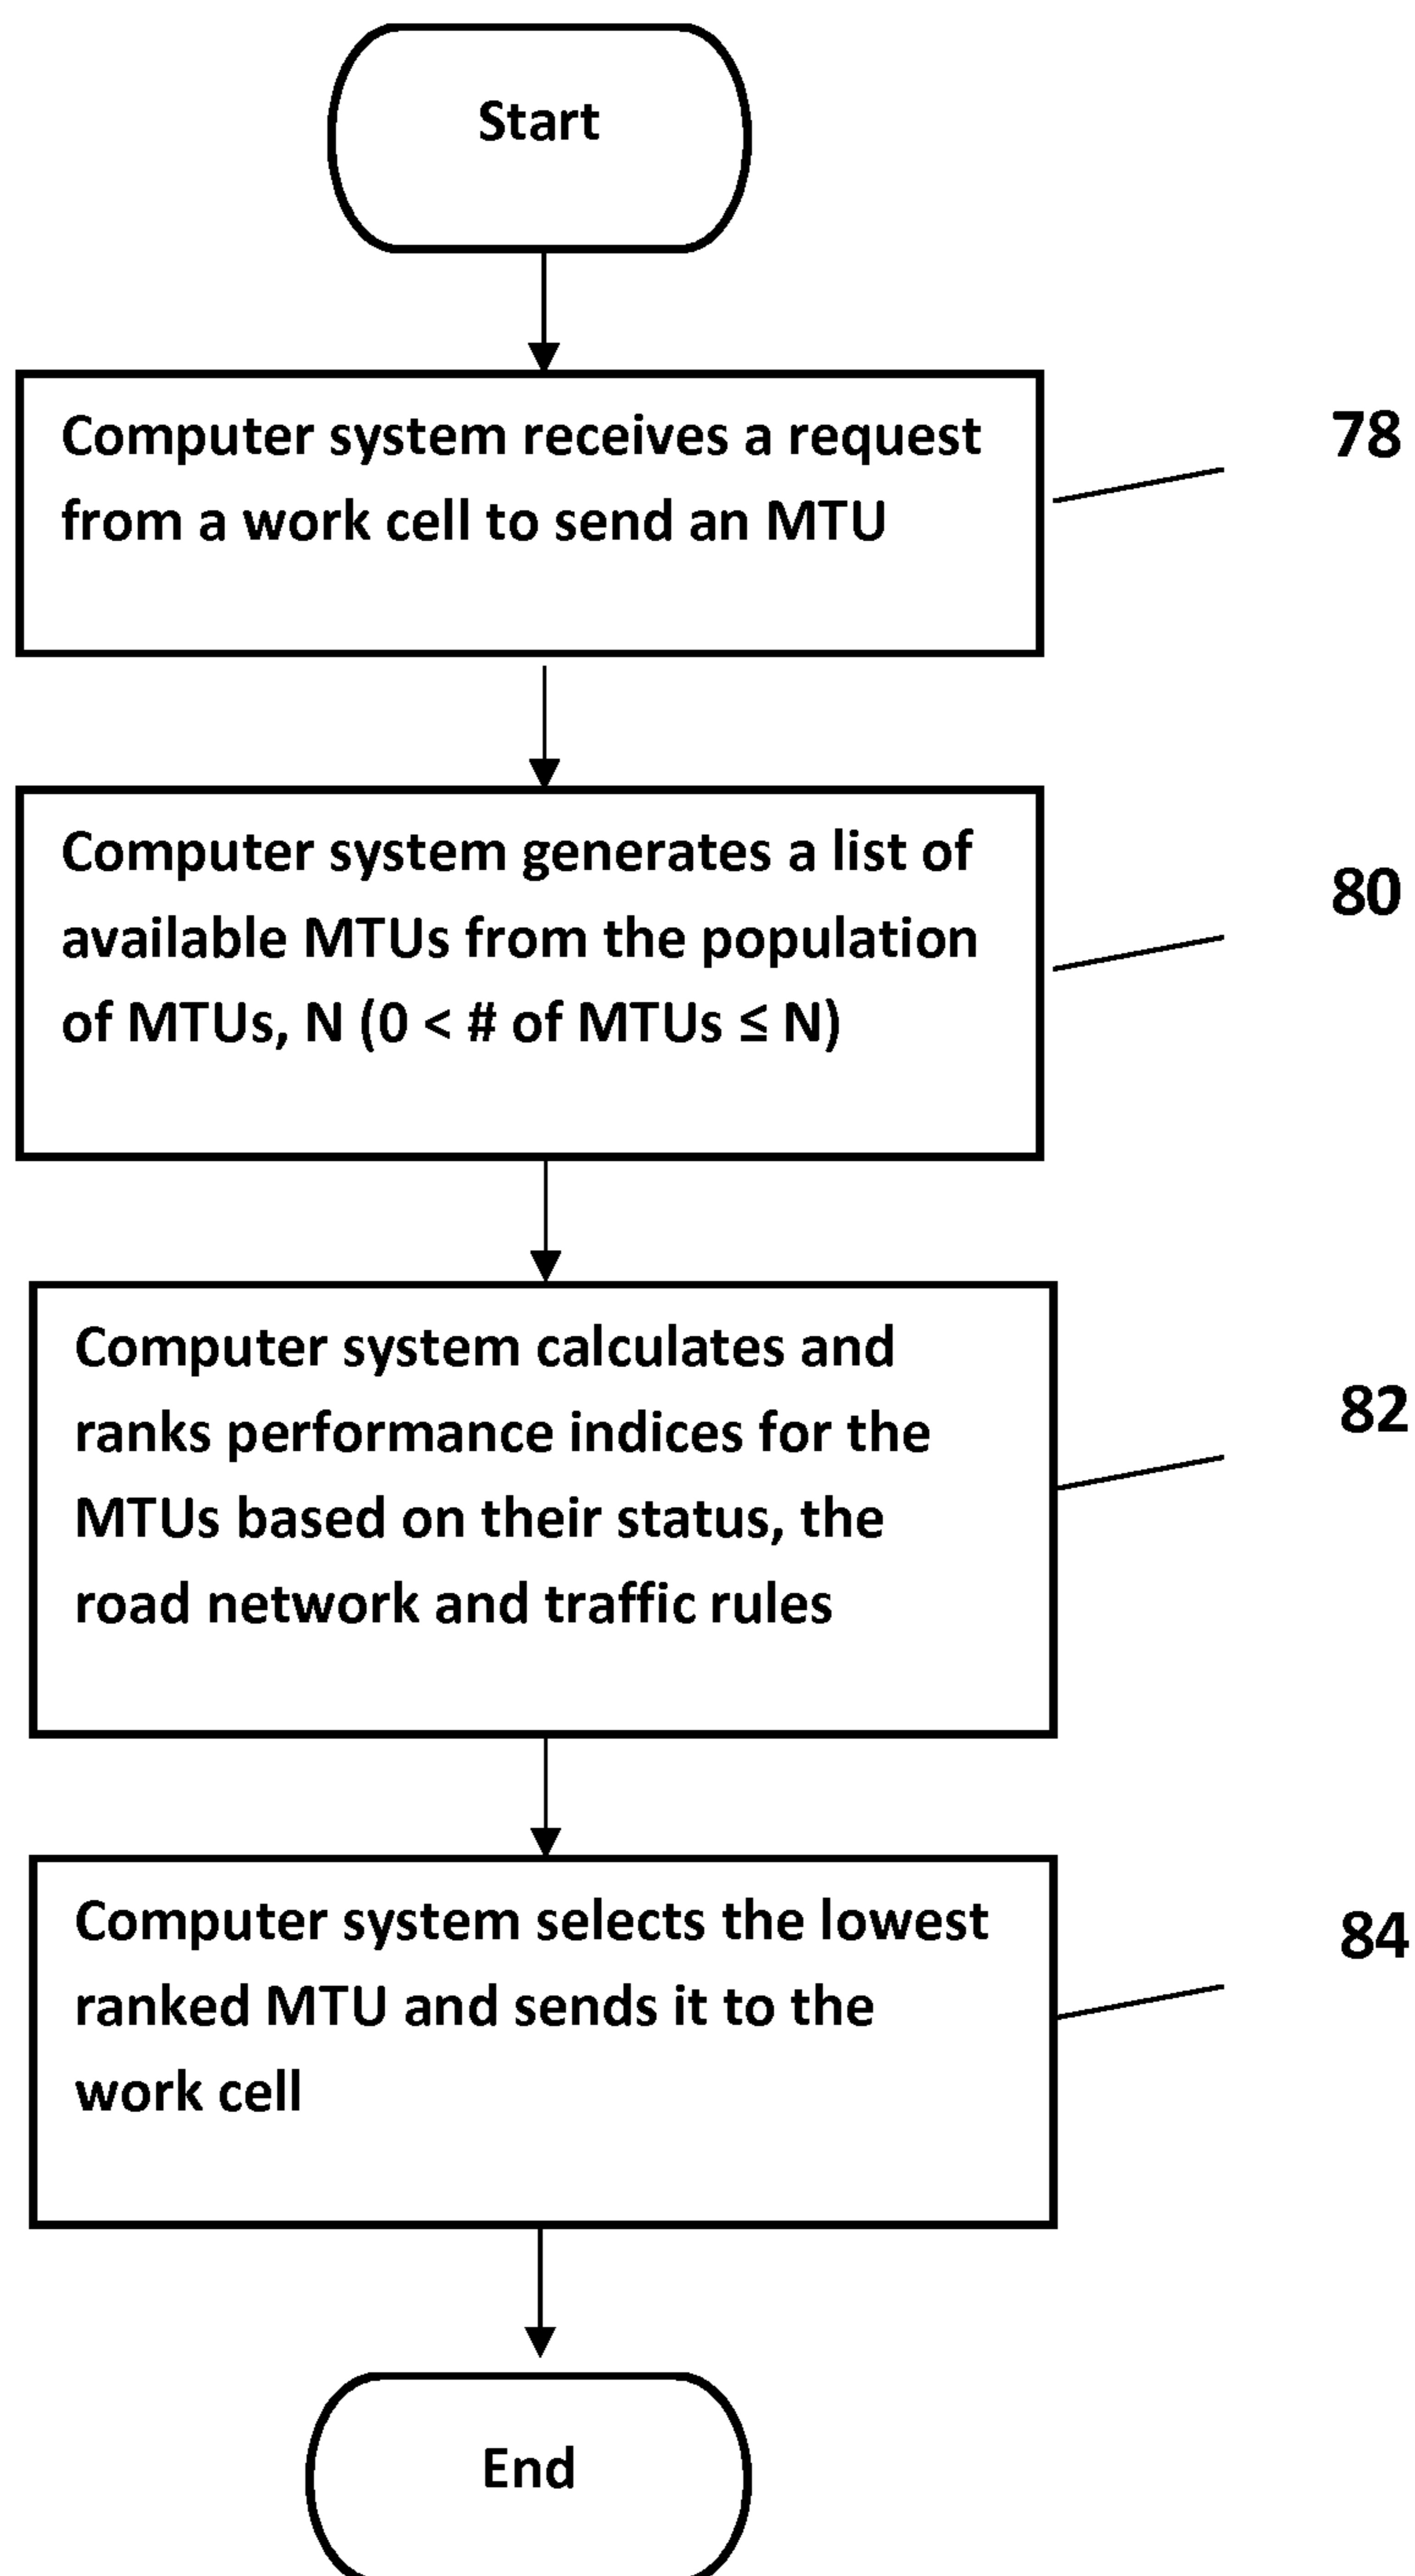 Start
Computer system receives a request
from a work cell to send an MTU
78
Computer system generates a list of
available MTUs from the population
of MTUs, N (0 < # of MTUs ≤ N)
80
Computer system calculates and
ranks performance indices for the
MTUs based on their status, the
road network and traffic rules
82
Computer system selects the lowest
ranked MTU and sends it to the
work cell
84
End